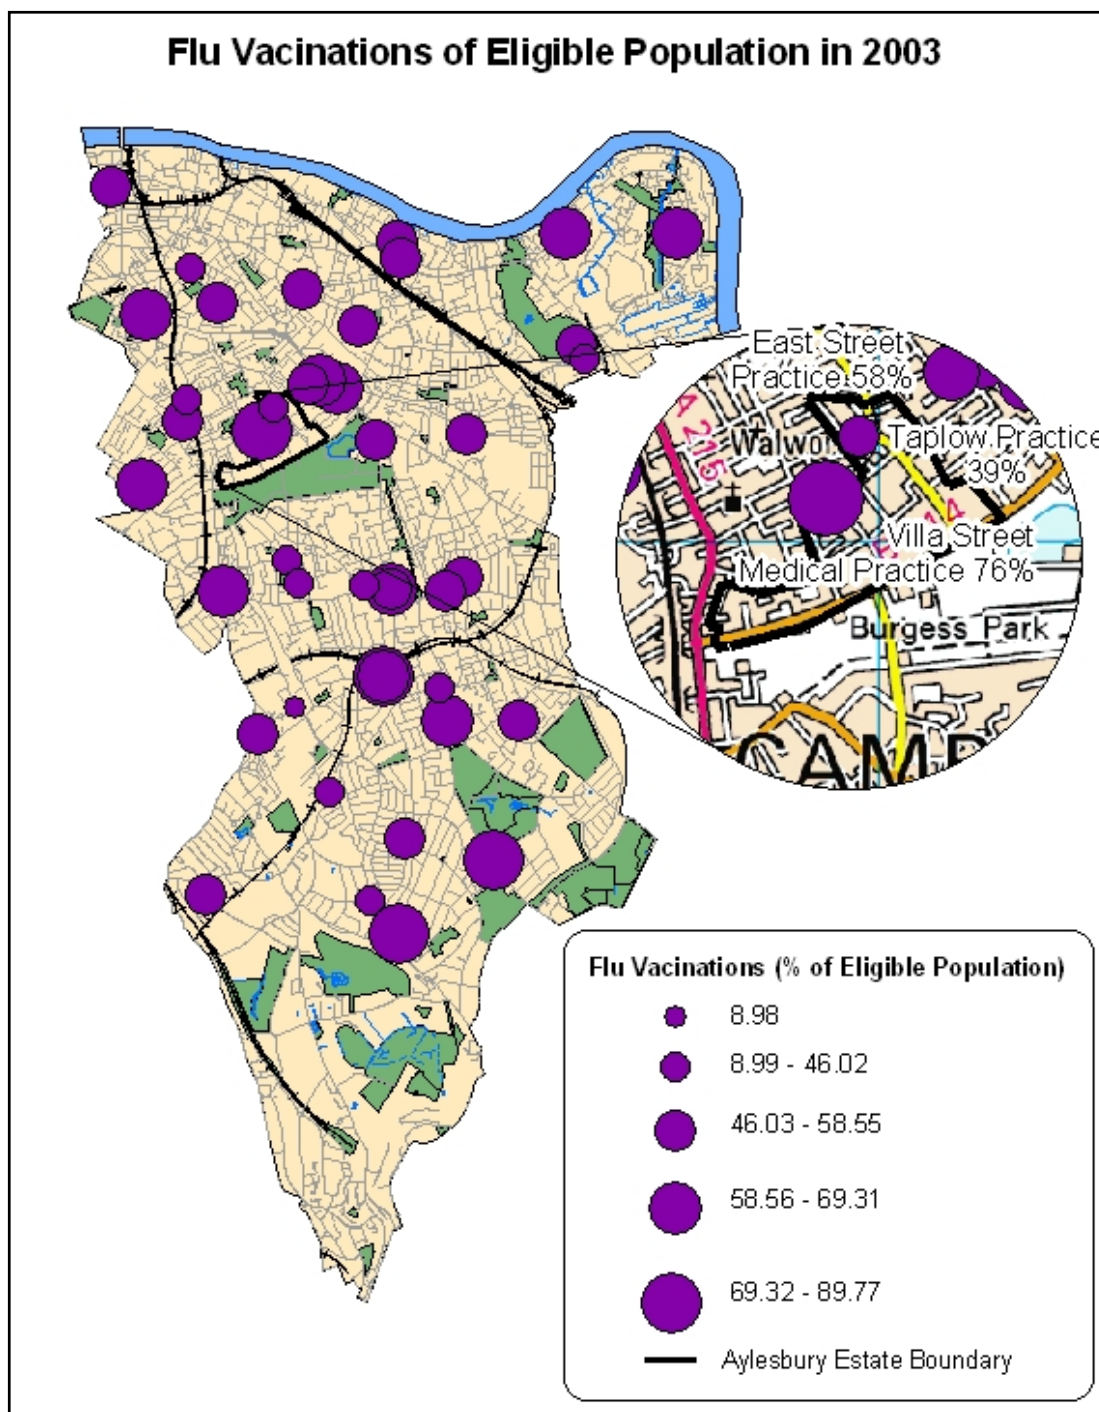 Flu Vacinations of Eligible Population in 2003
East Street
Practice 58%
A 215
Walwor
Taplow Practice
39%
Villa Street
Medical Practice 76%
Burgess Park
CAMB
Flu Vacinations (% of Eligible Population)
8.98
8.99 - 46.02
46.03 - 58.55
58.56 - 69.31
69.32 - 89.77
Aylesbury Estate Boundary